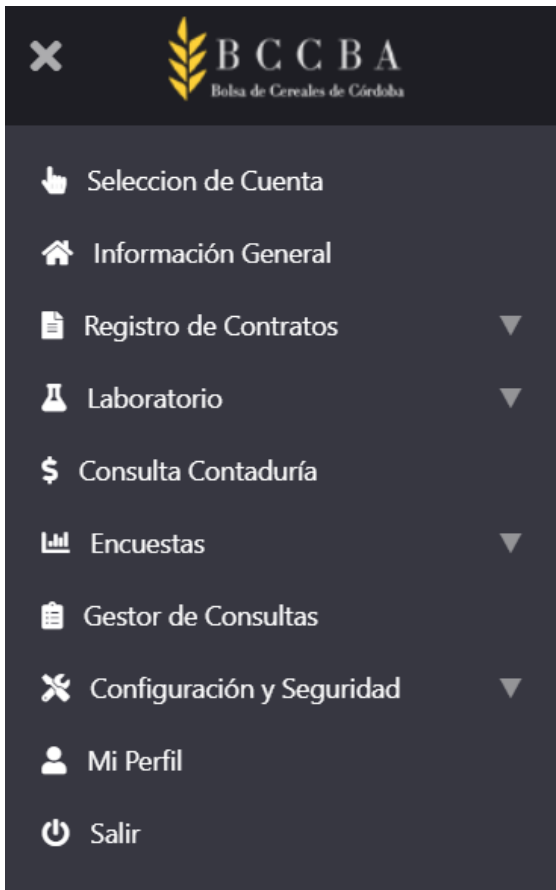 B C C B A
Bolsa de Cereales de Córdoba
Seleccion de Cuenta
Información General
Registro de Contratos
Laboratorio
Consulta Contaduría
Encuestas
Gestor de Consultas
Configuración y Seguridad
Mi Perfil
Salir